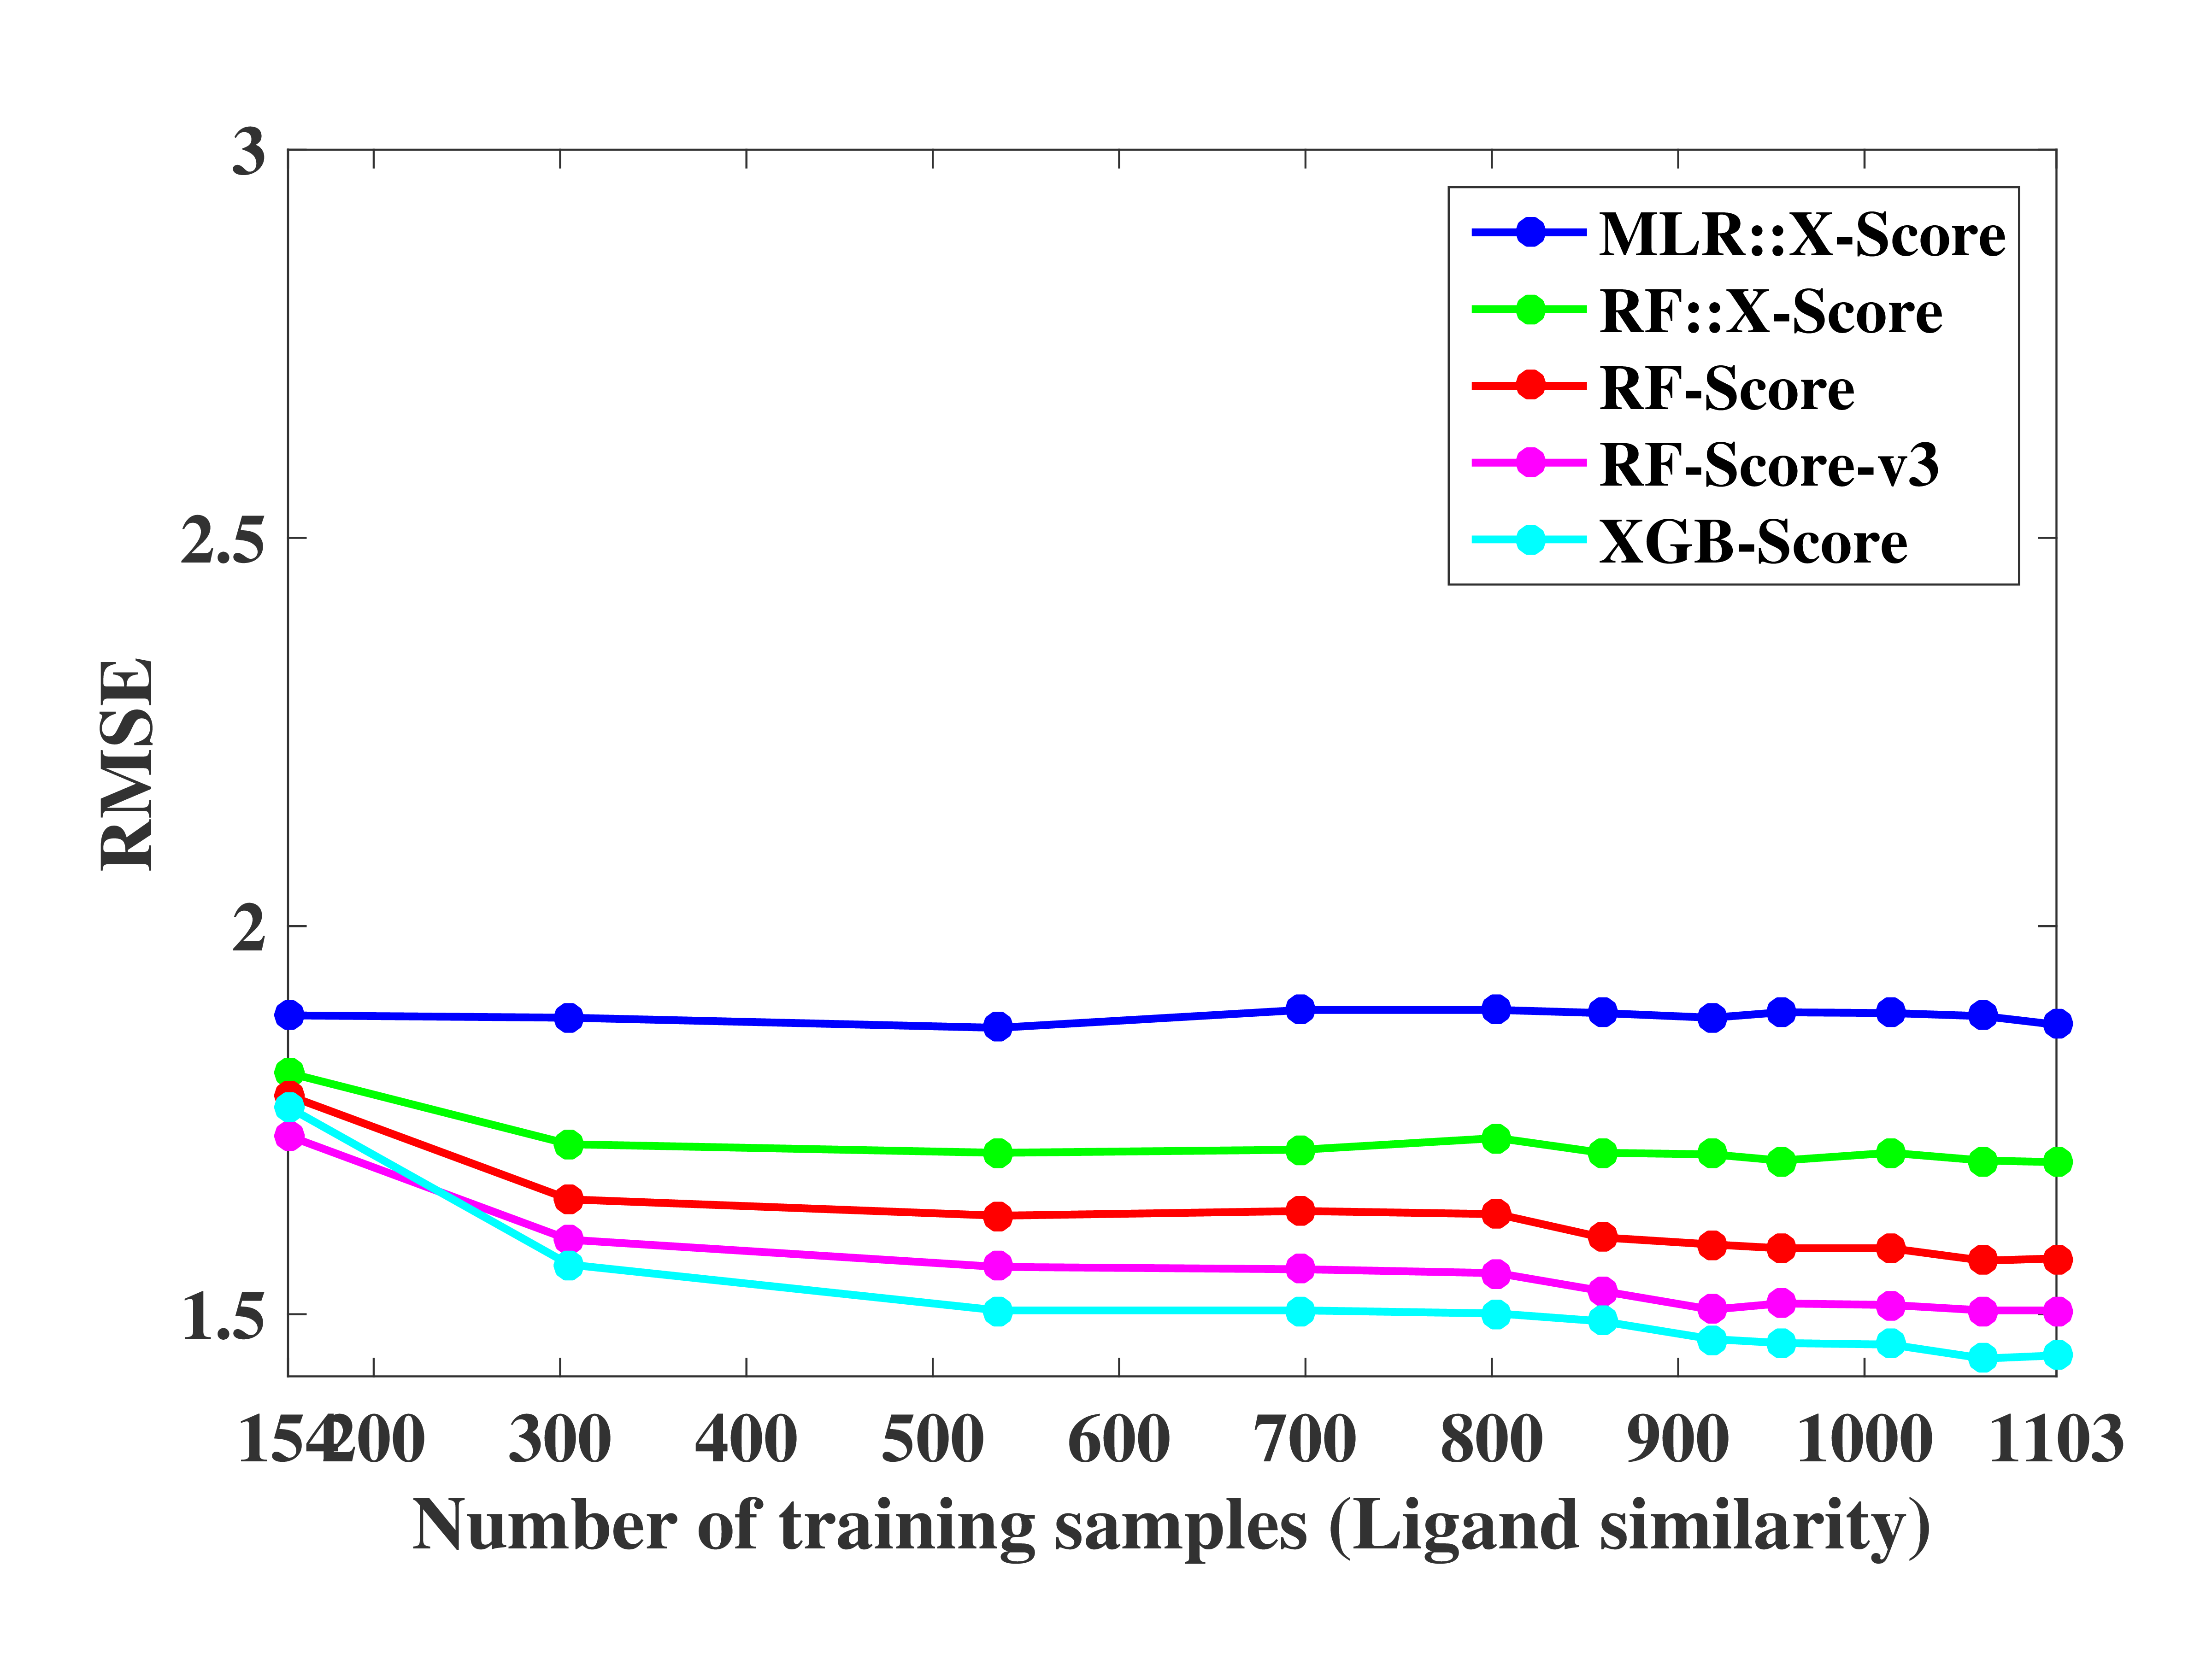 3
2.5
2
1.5
RMSE
MLR::X-Score
RF::X-Score
RF-Score
RF-Score-v3
XGB-Score
154 200 300 400 500 600 700 800 900 1000 1103
Number of training samples (Ligand similarity)